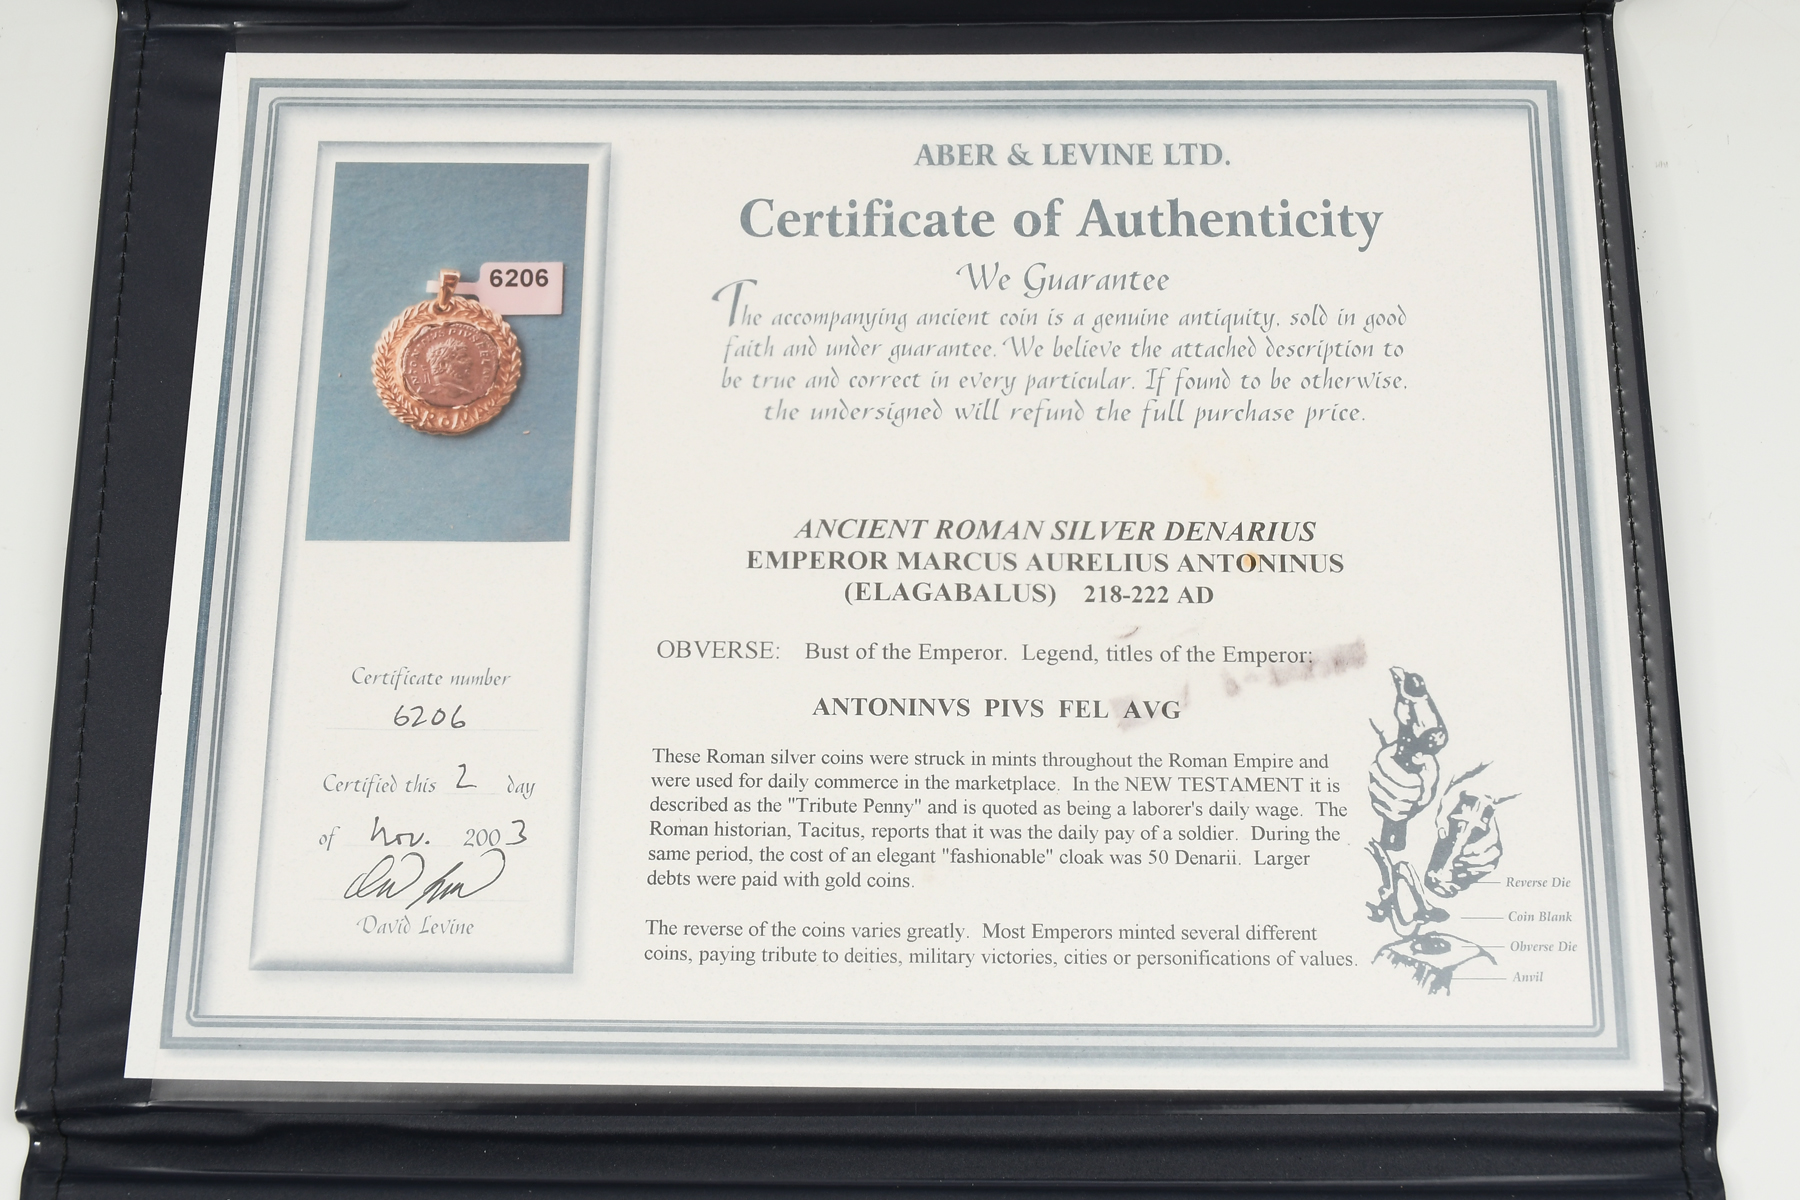 ABER & LEVINE LTD.
Certificate of Authenticity
We Guarantee
The accompanying ancient coin is a genuine antiquity, sold in good
faith and under guarantee. We believe the attached description to
be true and correct in every particular. If found to be otherwise,
the undersigned will refund the full purchase price.
6206
ROMA
ANCIENT ROMAN SILVER DENARIUS
EMPEROR MARCUS AURELIUS ANTONINUS
(ELAGABALUS) 218-222 AD
OBVERSE: Bust of the Emperor. Legend, titles of the Emperor:
ANTONINVS PIVS FEL AVG
These Roman silver coins were struck in mints throughout the Roman Empire and
were used for daily commerce in the marketplace. In the NEW TESTAMENT it is
described as the "Tribute Penny" and is quoted as being a laborer's daily wage. The
Roman historian, Tacitus, reports that it was the daily pay of a soldier. During the
same period, the cost of an elegant "fashionable" cloak was 50 Denarii. Larger
debts were paid with gold coins.
The reverse of the coins varies greatly. Most Emperors minted several different
coins, paying tribute to deities, military victories, cities or personifications of values.
Certificate number
6206
Certified this 2 day
of Nov. 2003
David Levine
Reverse Die
Coin Blank
Obverse Die
Anvil